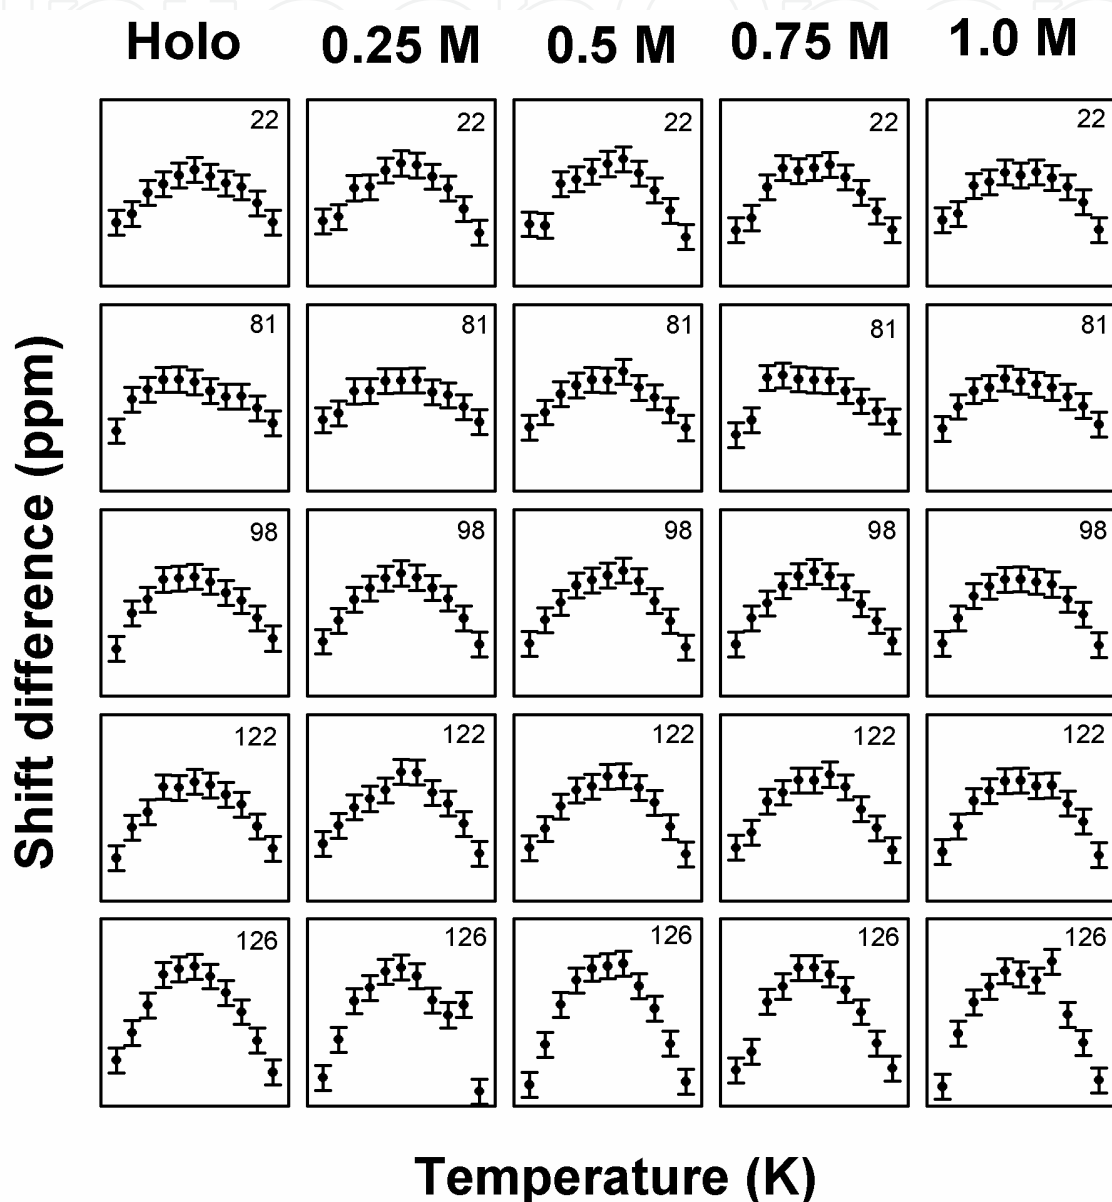 Holo 0.25 M 0.5 M 0.75 M 1.0 M
22 22 22 22 22
81 81 81 81 81
98 98 98 98 98
122 122 122 122 122
126 126 126 126 126
Shift difference (ppm)
Temperature (K)